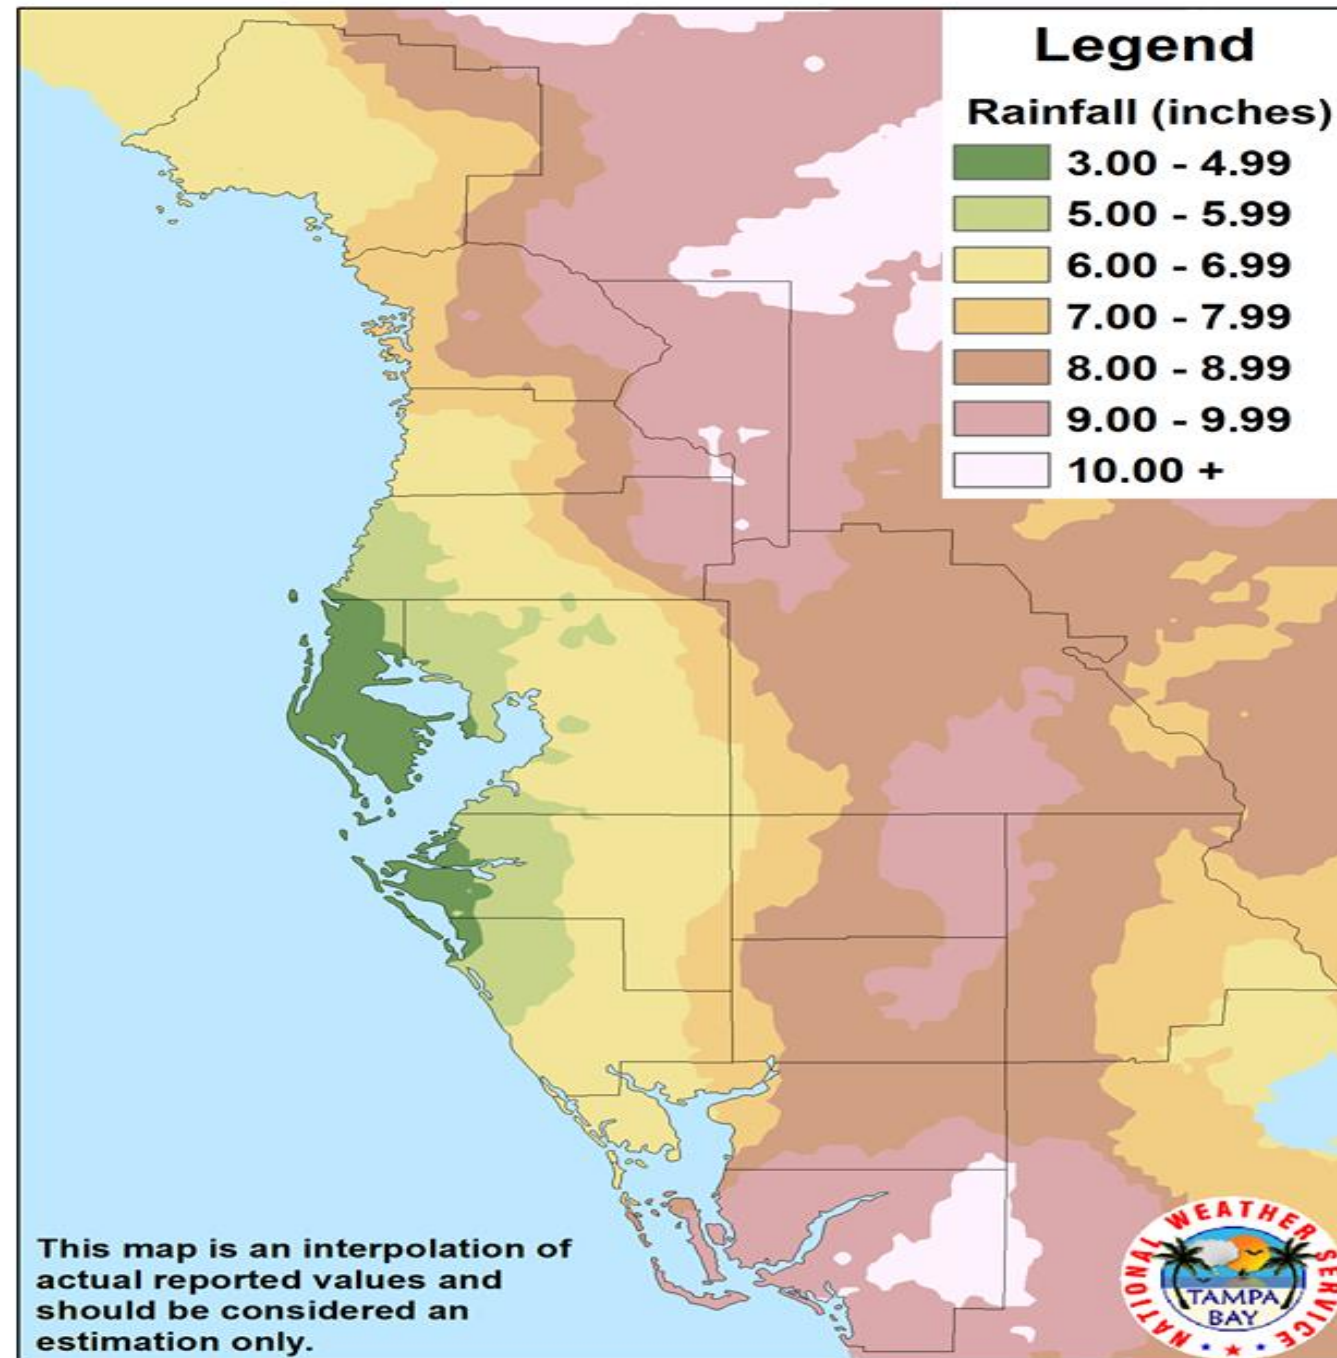 Legend
Rainfall (inches)
3.00 - 4.99
5.00 - 5.99
6.00 - 6.99
7.00 - 7.99
8.00 - 8.99
9.00 - 9.99
10.00 +
This map is an interpolation of
actual reported values and
should be considered an
estimation only.
NATIONAL WEATHER SERVICE
TAMPA
BAY